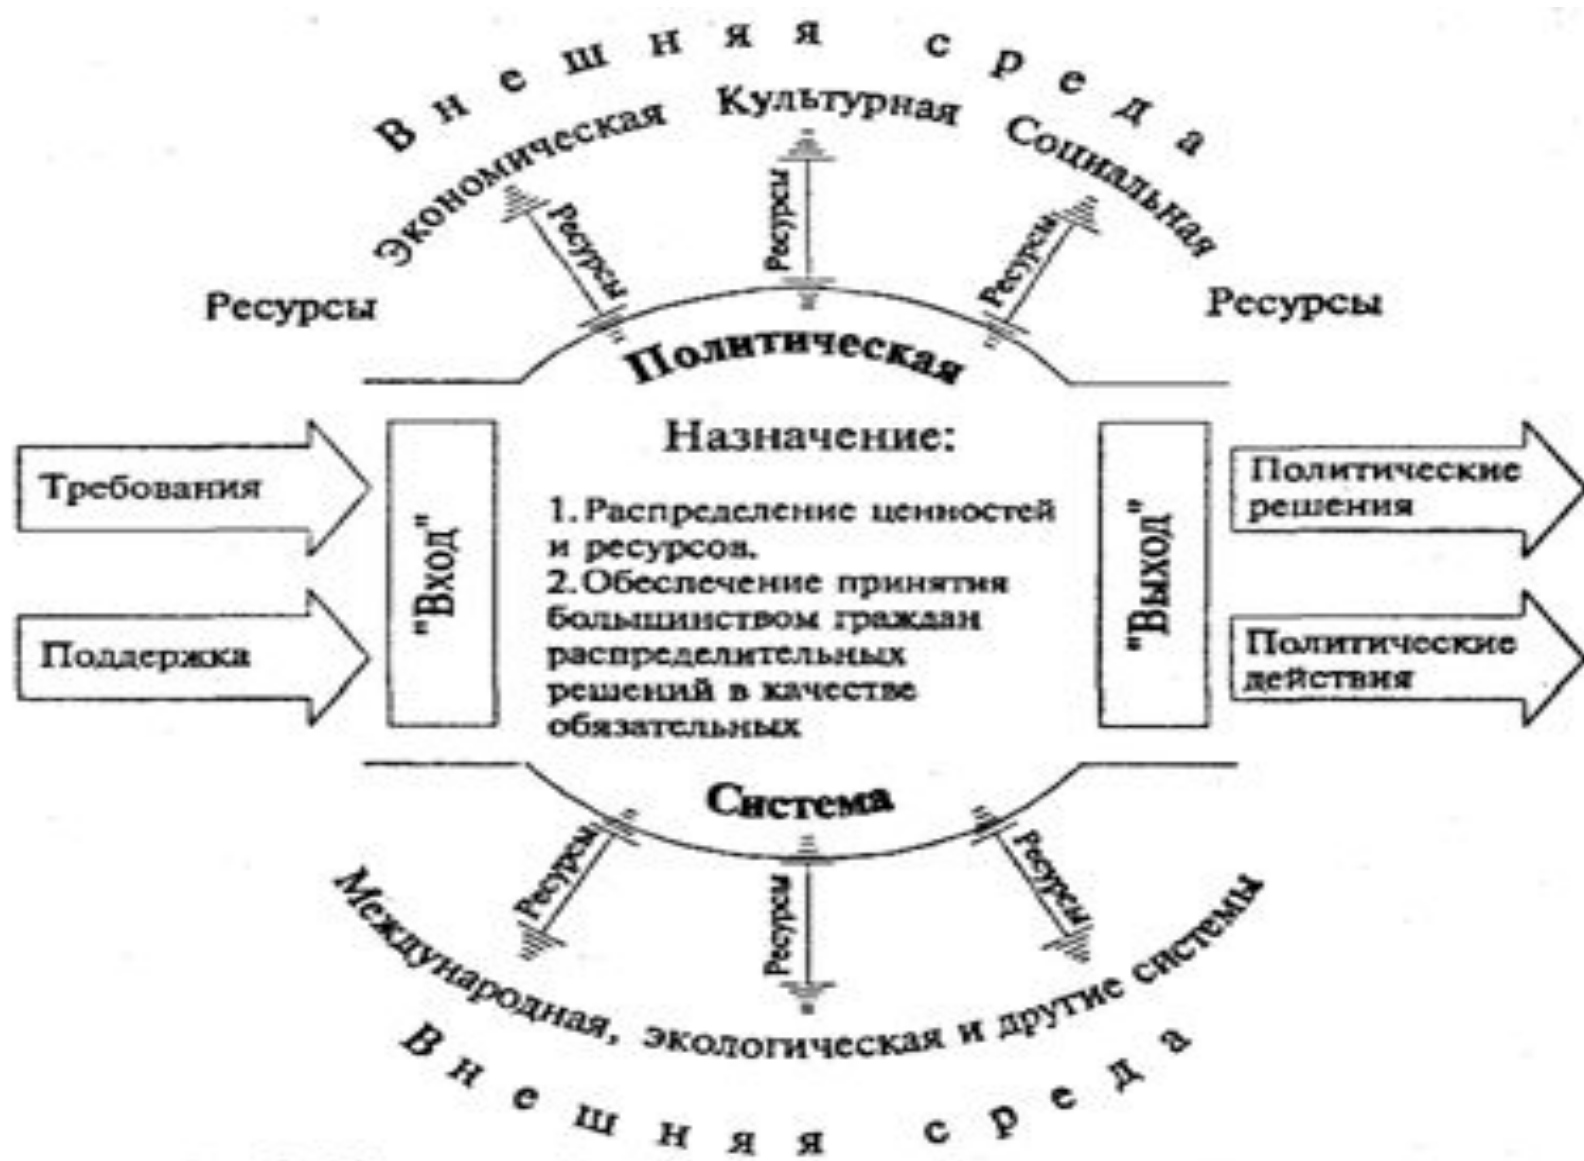 Внешняя среда
Экономическая Культурная Социальная
Ресурсы
Ресурсы
Ресурсы
Ресурсы
Ресурсы
Политическая
Назначение:
Требования
Поддержка
"Вход"
1. Распределение ценностей
и ресурсов.
2. Обеслечение принятия
большинством граждан
распределительных
решений в качестве
обязательных
"Выход"
Политические
решения
Политические
действия
Система
Ресурсы
Ресурсы
Ресурсы
Международная, экологическая и другие системы
Внешняя среда